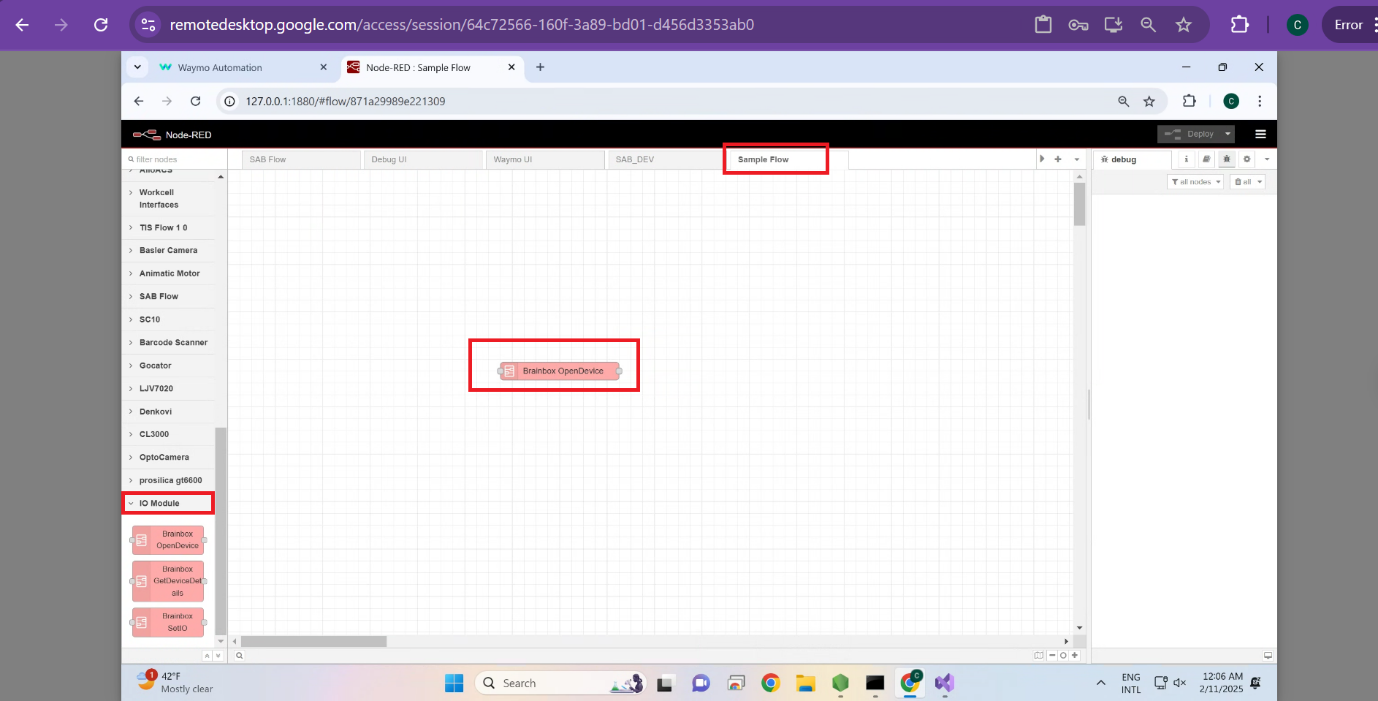 remotedesktop.google.com/access/session/64c72566-160f-3a89-bd01-d456d3353ab0
C
Error
Waymo Automation
Node-RED : Sample Flow
127.0.0.1:1880/#flow/871a29989e221309
C
Node-RED
Deploy
filter nodes
SAB Flow
Debug UI
Waymo UI
SAB_DEV
Sample Flow
debug
i
all nodes
all
Workcell
Interfaces
TIS Flow 1 0
Basler Camera
Animatic Motor
SAB Flow
SC10
Barcode Scanner
Gocator
LJV7020
Denkovi
CL3000
OptoCamera
prosilica gt6600
IO Module
Brainbox
OpenDevice
Brainbox
GetDeviceDet
ails
Brainbox
SetIO
Brainbox OpenDevice
1
42°F
Mostly clear
Search
C
ENG
INTL
12:06 AM
2/11/2025